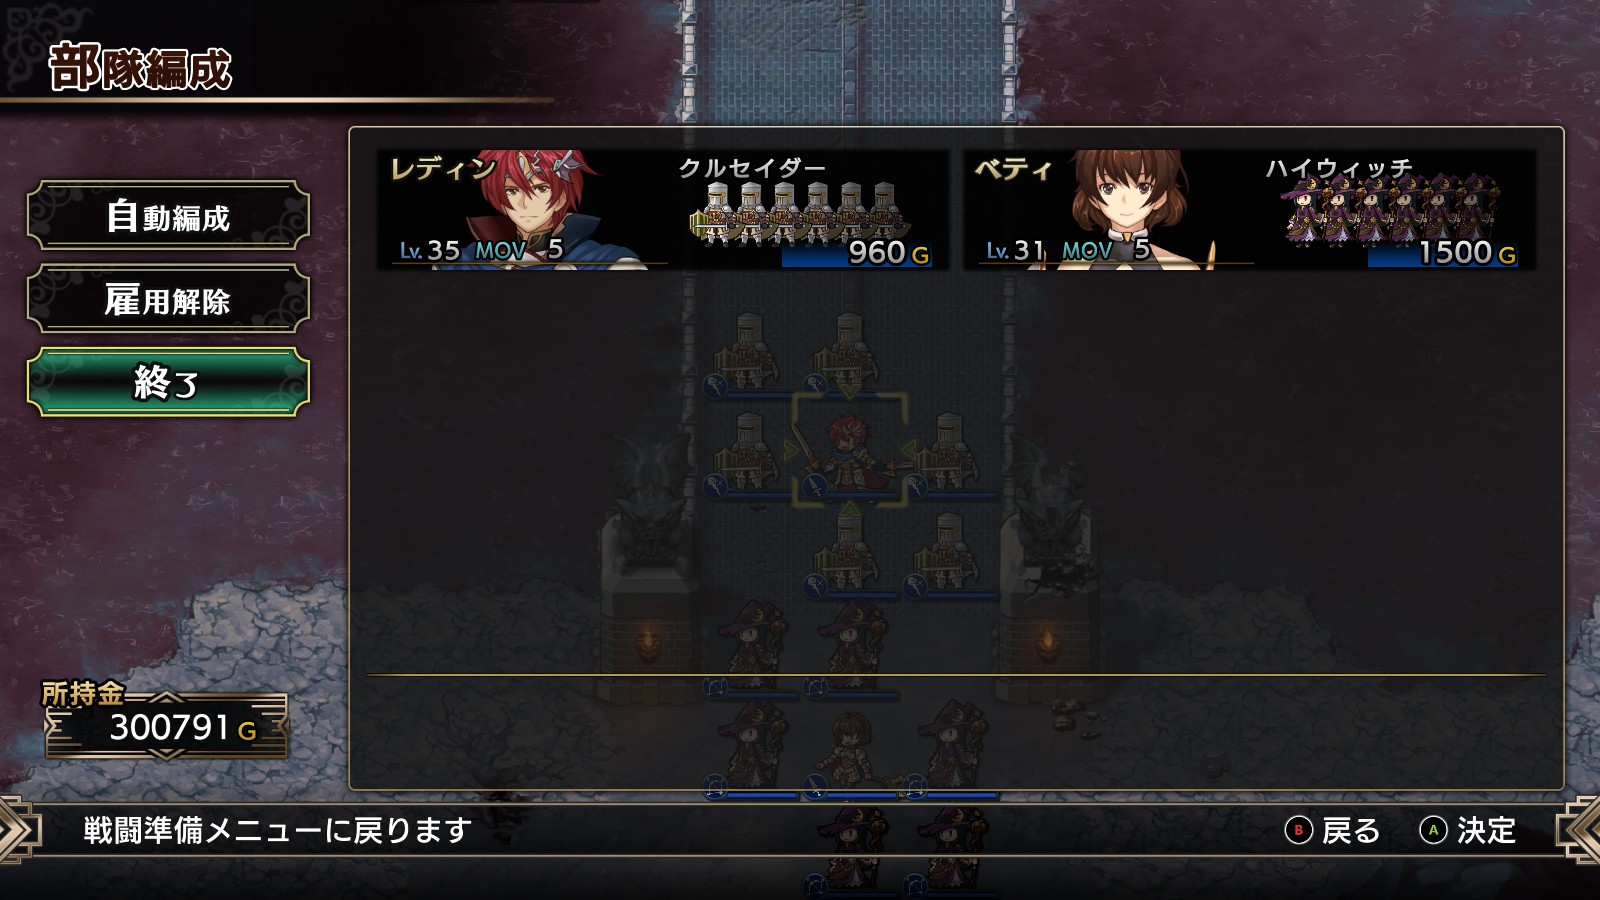 部隊編成
自動編成
雇用解除
終了
レディン
クルセイダー
Lv. 35 MOV 5
960 G
ベティ
ハイウィッチ
Lv. 31 MOV 5
1500 G
所持金
300791 G
戦闘準備メニューに戻ります
B 戻る A 決定